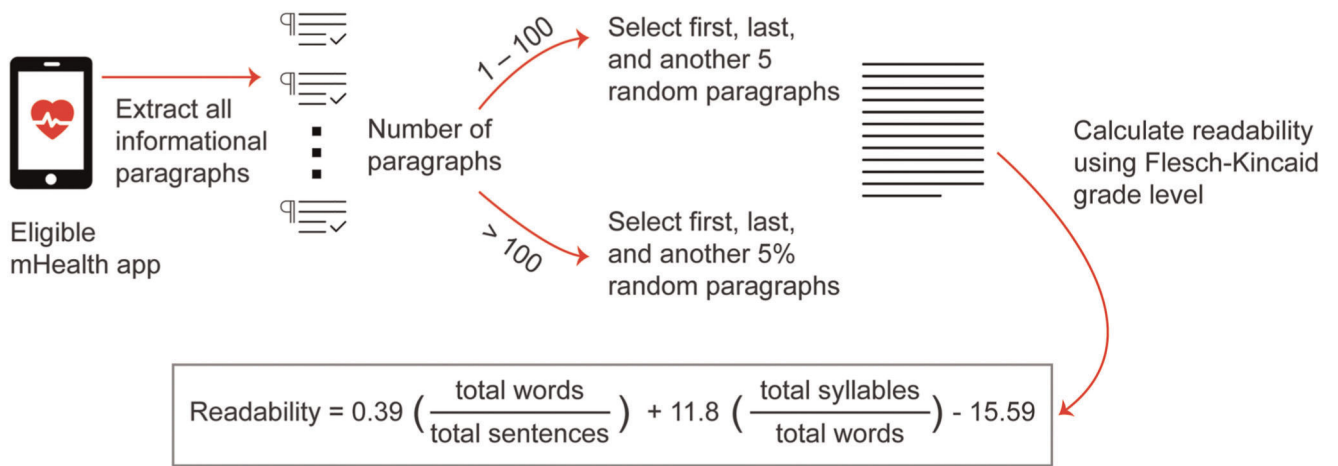 Eligible
mHealth app
Extract all
informational
paragraphs
Number of
paragraphs
1 – 100
Select first, last,
and another 5
random paragraphs
> 100
Select first, last,
and another 5%
random paragraphs
Calculate readability
using Flesch-Kincaid
grade level
Readability = 0.39 ( total words / total sentences ) + 11.8 ( total syllables / total words ) - 15.59